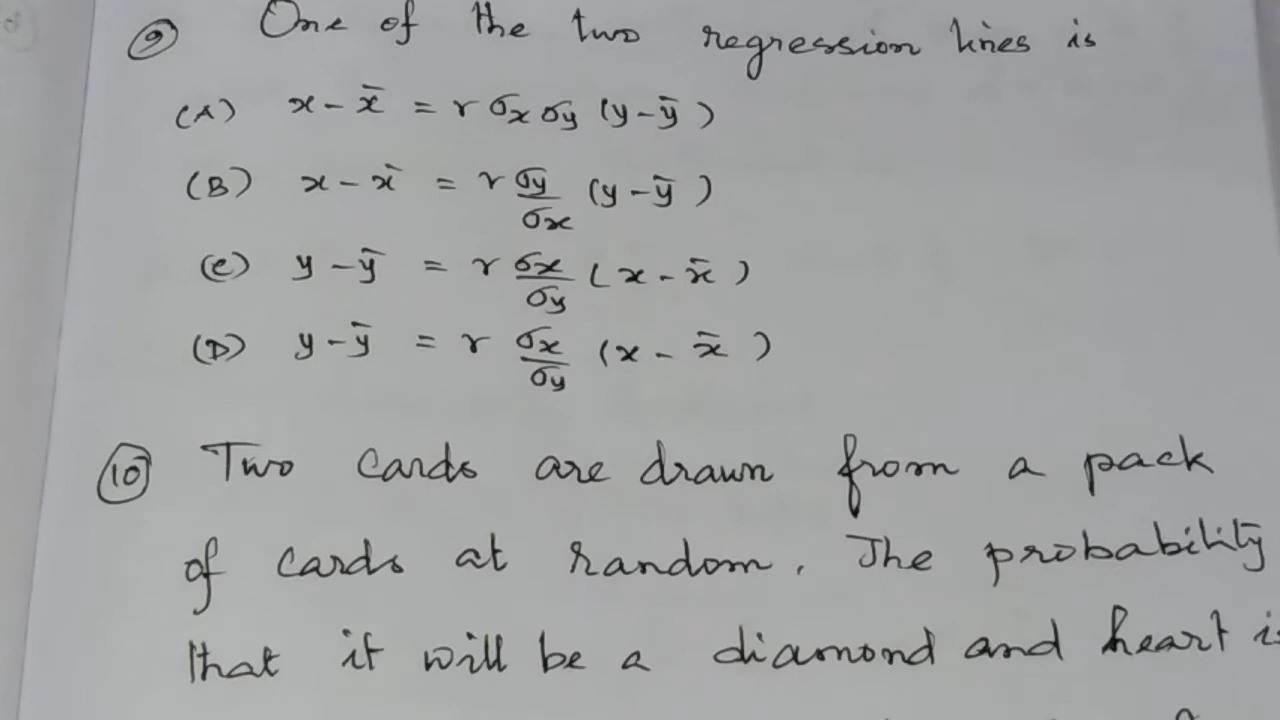 (9) One of the two regression lines is
(A) x - x̄ = r σx σy (y - ȳ)
(B) x - x̄ = r σy/σx (y - ȳ)
(C) y - ȳ = r σx/σy (x - x̄)
(D) y - ȳ = r σx/σy (x - x̄)
(10) Two cards are drawn from a pack
of cards at random. The probability
that it will be a diamond and heart is